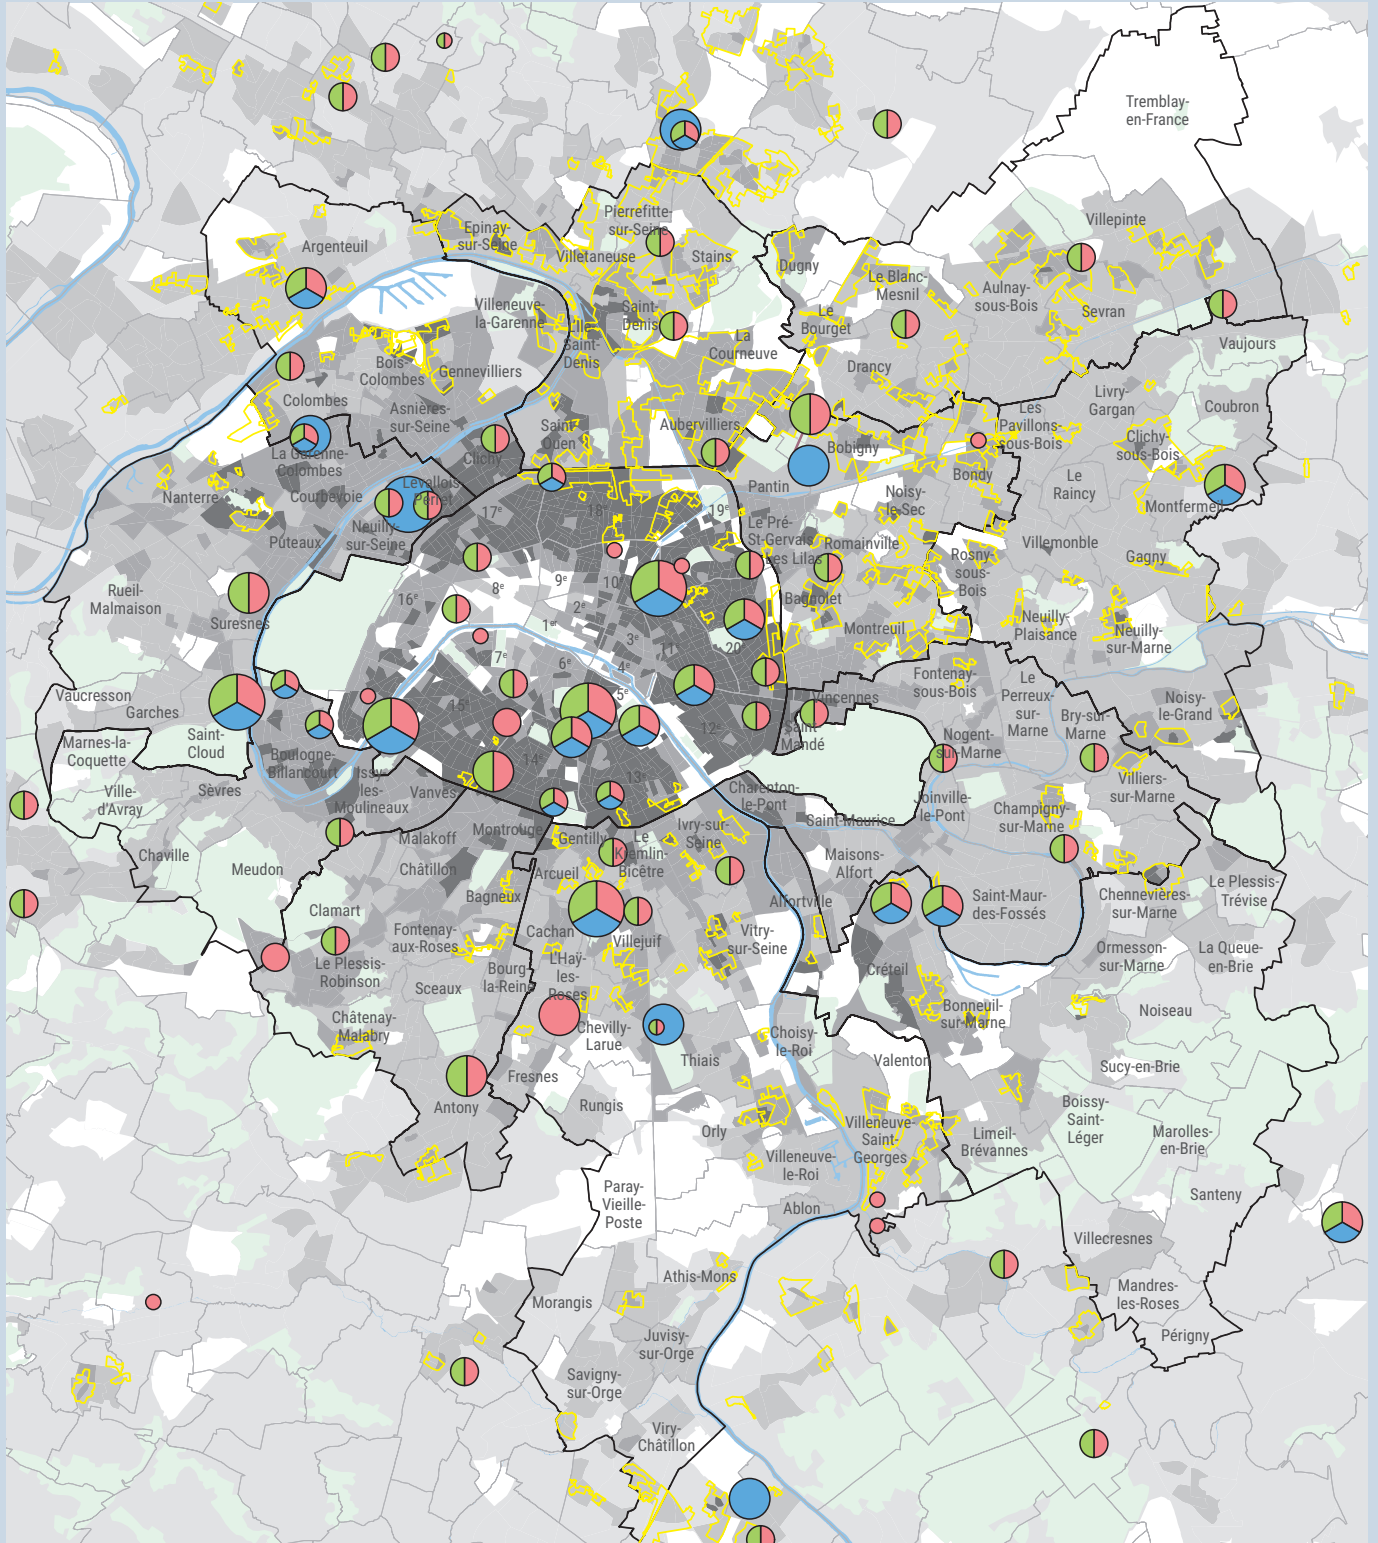 Tremblay-
en-France
Villepinte
Pierrefitte-
sur-Seine
Epinay-
sur-Seine
Argenteuil
Villetaneuse
Stains
Dugny
Le Blanc-
Mesnil
Aulnay-
sous-Bois
Sevran
Villeneuve-
la-Garenne
L'Ile-
Saint-
Denis
Saint-
Denis
Le
Bourget
La
Courneuve
Vaujours
Drancy
Bois-
Colombes
Gennevilliers
Livry-
Gargan
Coubron
Colombes
Asnières-
sur-Seine
Les
Pavillons-
sous-Bois
Saint-
Ouen
Aubervilliers
Clichy-
sous-Bois
Bobigny
La Garenne-
Colombes
Clichy
Bondy
Le
Raincy
Pantin
Nanterre
Courbevoie
Levallois
Perret
Noisy-
le-Sec
Montfermeil
17e
18e
19e
Neuilly-
sur-Seine
Puteaux
Le Pré-
St-Gervais
Les Lilas
Romainville
Villemonble
Gagny
Rosny-
sous-
Bois
Rueil-
Malmaison
16e
8e
9e
10e
2e
1er
3e
Suresnes
Bagnolet
Montreuil
Neuilly-
Plaisance
Neuilly-
sur-Marne
7e
6e
4e
11e
20e
5e
Vaucresson
Garches
15e
12e
Vincennes
Saint-
Mandé
Fontenay-
sous-Bois
Le
Perreux-
sur-
Marne
Bry-sur-
Marne
Noisy-
le-Grand
Marnes-la-
Coquette
Saint-
Cloud
Nogent-
sur-Marne
Boulogne-
Billancourt
14e
13e
Ville-
d'Avray
Sèvres
Issy-
les-
Moulineaux
Vanves
Charenton-
le-Pont
Joinville-
le-Pont
Villiers-
sur-Marne
Champigny-
sur-Marne
Saint-Maurice
Malakoff
Montrouge
Gentilly
Le
Kremlin-
Bicêtre
Ivry-sur-
Seine
Chaville
Meudon
Châtillon
Arcueil
Maisons-
Alfort
Bagneux
Alfortville
Saint-Maur-
des-Fossés
Chennevières-
sur-Marne
Le Plessis-
Trévise
Clamart
Fontenay-
aux-Roses
Cachan
Villejuif
Vitry-
sur-Seine
Ormesson-
sur-Marne
La Queue-
en-Brie
Le Plessis-
Robinson
Sceaux
Bourg-
la-Reine
L'Haÿ-
les-
Roses
Créteil
Châtenay-
Malabry
Chevilly-
Larue
Thiais
Choisy-
le-Roi
Bonneuil-
sur-Marne
Noiseau
Valenton
Sucy-en-Brie
Antony
Fresnes
Rungis
Orly
Villeneuve-
Saint-
Georges
Limeil-
Brévannes
Boissy-
Saint-
Léger
Marolles-
en-Brie
Villeneuve-
le-Roi
Santeny
Paray-
Vieille-
Poste
Ablon
Villecresnes
Athis-Mons
Mandres-
les-Roses
Morangis
Périgny
Juvisy-
sur-Orge
Savigny-
sur-Orge
Viry-
Châtillon